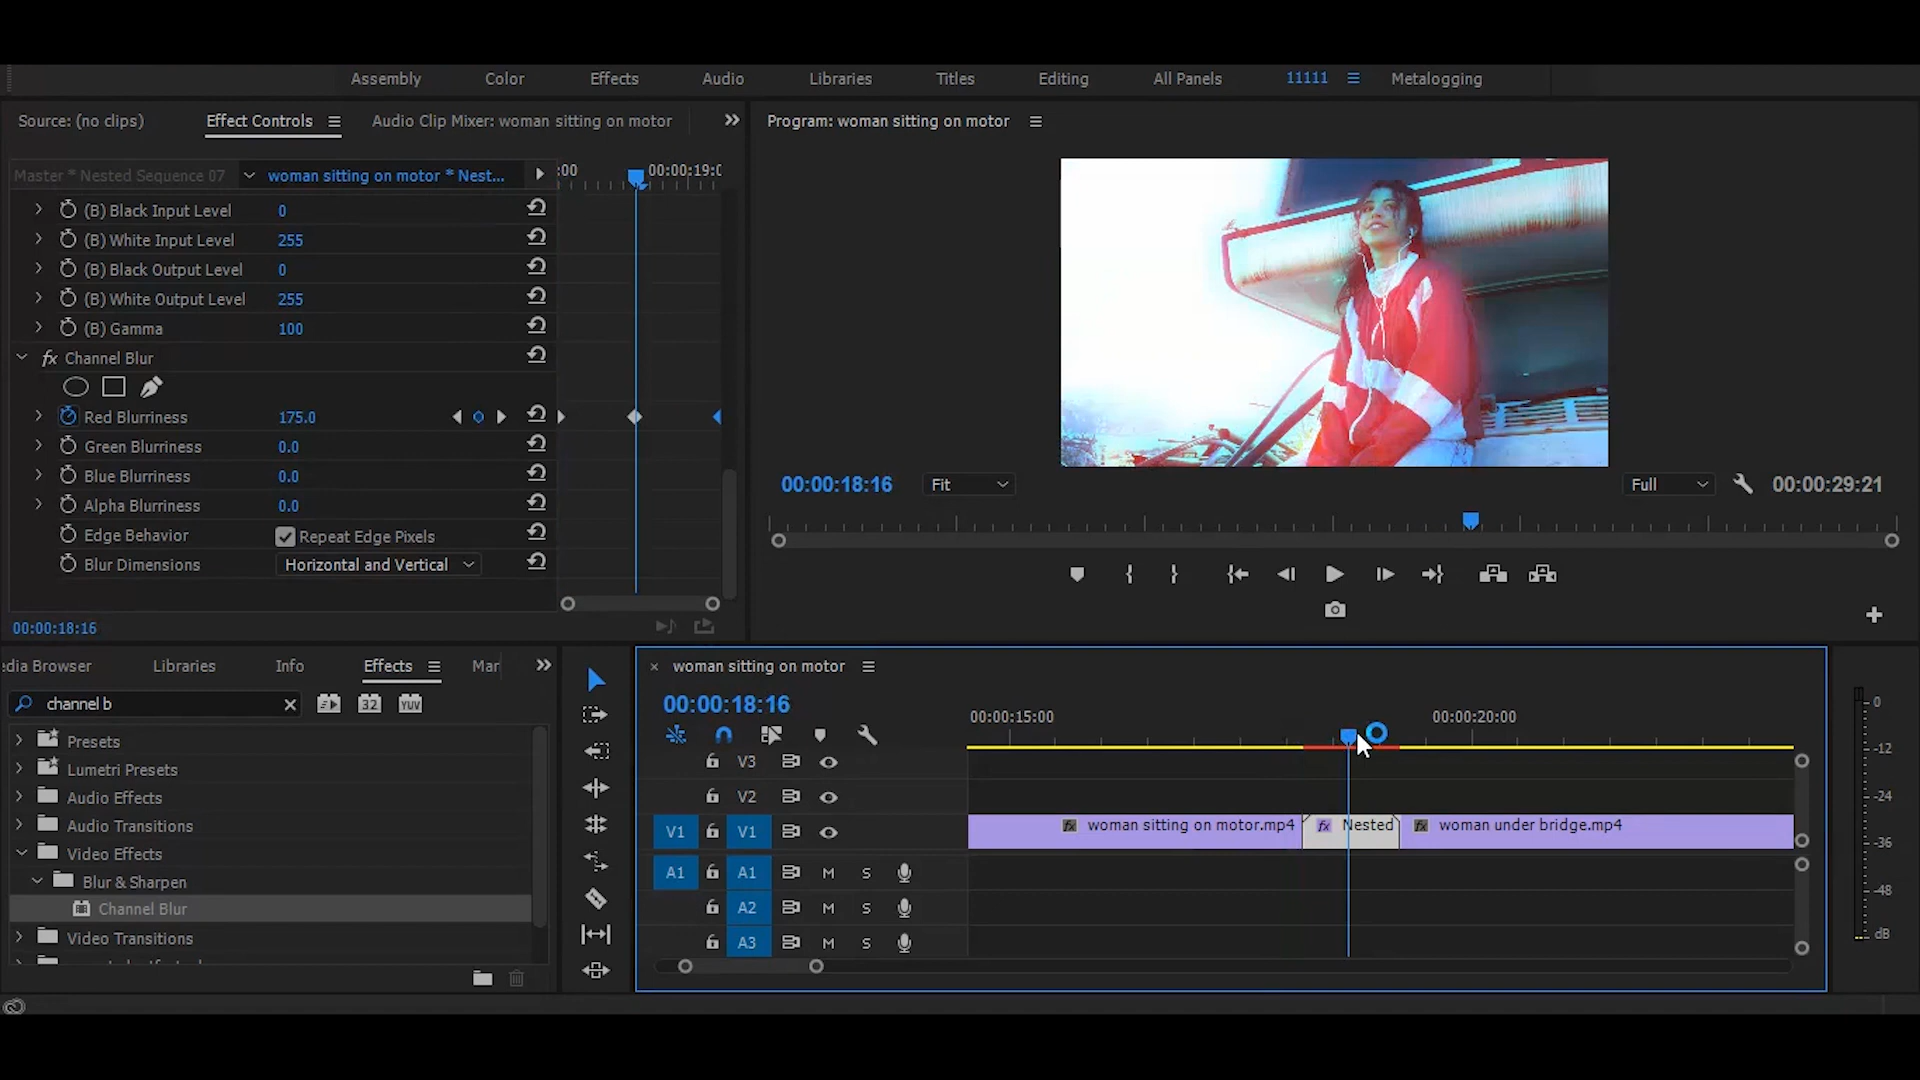 Assembly Color Effects Audio Libraries Titles Editing All Panels 11111 Metalogging
Source: (no clips) Effect Controls Audio Clip Mixer: woman sitting on motor
Program: woman sitting on motor
Master * Nested Sequence 07 woman sitting on motor * Nest... :00 00:00:19:0
(B) Black Input Level 0
(B) White Input Level 255
(B) Black Output Level 0
(B) White Output Level 255
(B) Gamma 100
fx Channel Blur
Red Blurriness 175.0
Green Blurriness 0.0
Blue Blurriness 0.0
Alpha Blurriness 0.0
Edge Behavior Repeat Edge Pixels
Blur Dimensions Horizontal and Vertical
00:00:18:16
00:00:18:16 Fit Full 00:00:29:21
edia Browser Libraries Info Effects Mar
channel b 32 YUV
Presets
Lumetri Presets
Audio Effects
Audio Transitions
Video Effects
Blur & Sharpen
Channel Blur
Video Transitions
woman sitting on motor
00:00:18:16
00:00:15:00 00:00:20:00
V3
V2
V1 V1 fx woman sitting on motor.mp4 fx Nested fx woman under bridge.mp4
A1 A1 M S
A2 M S
A3 M S
0
-12
-24
-36
-48
dB